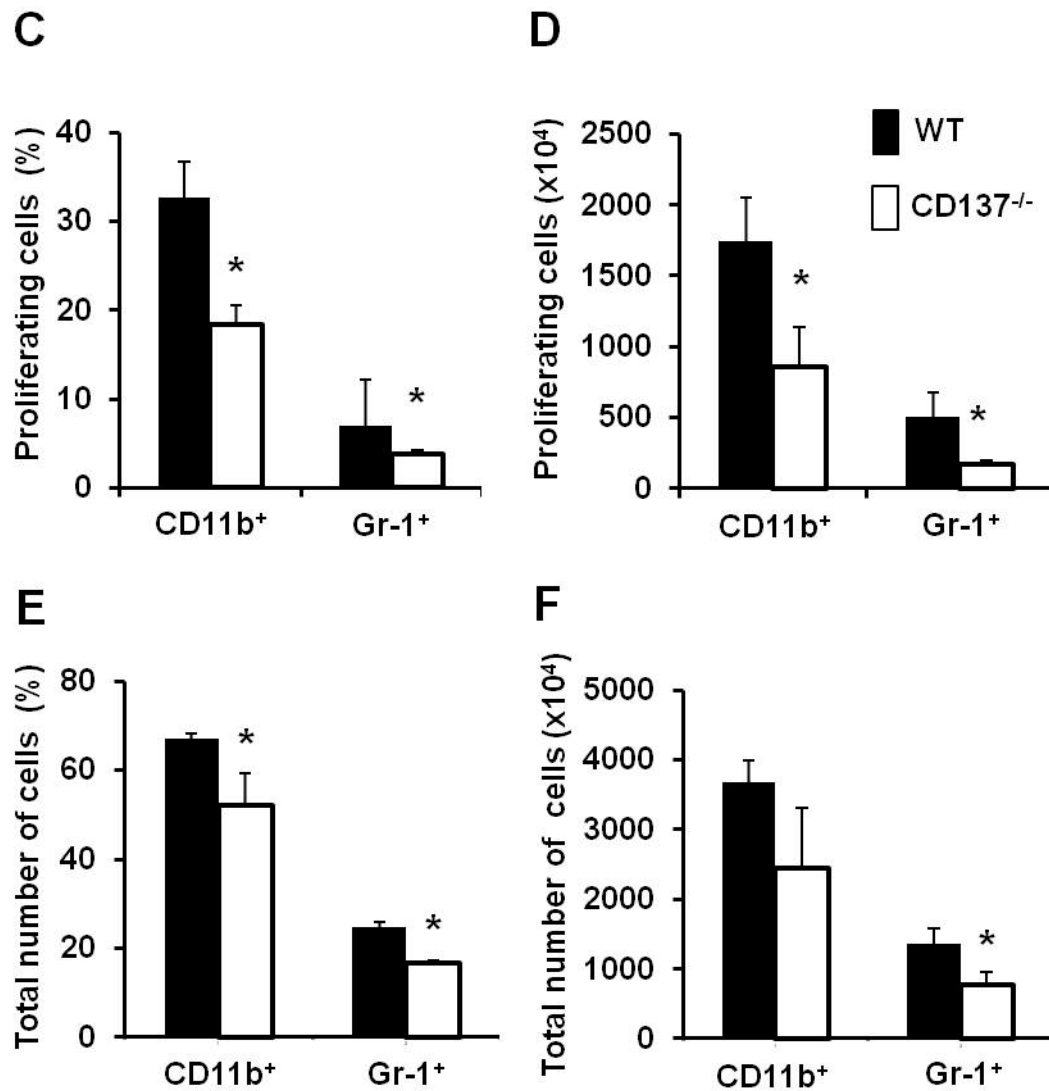 C
Proliferating cells (%)
40
30
20
10
0
*
*
CD11b⁺
Gr-1⁺
D
Proliferating cells (x10⁴)
2500
2000
1500
1000
500
0
WT
CD137⁻/⁻
*
*
CD11b⁺
Gr-1⁺
E
Total number of cells (%)
80
60
40
20
0
*
*
CD11b⁺
Gr-1⁺
F
Total number of cells (x10⁴)
5000
4000
3000
2000
1000
0
*
CD11b⁺
Gr-1⁺